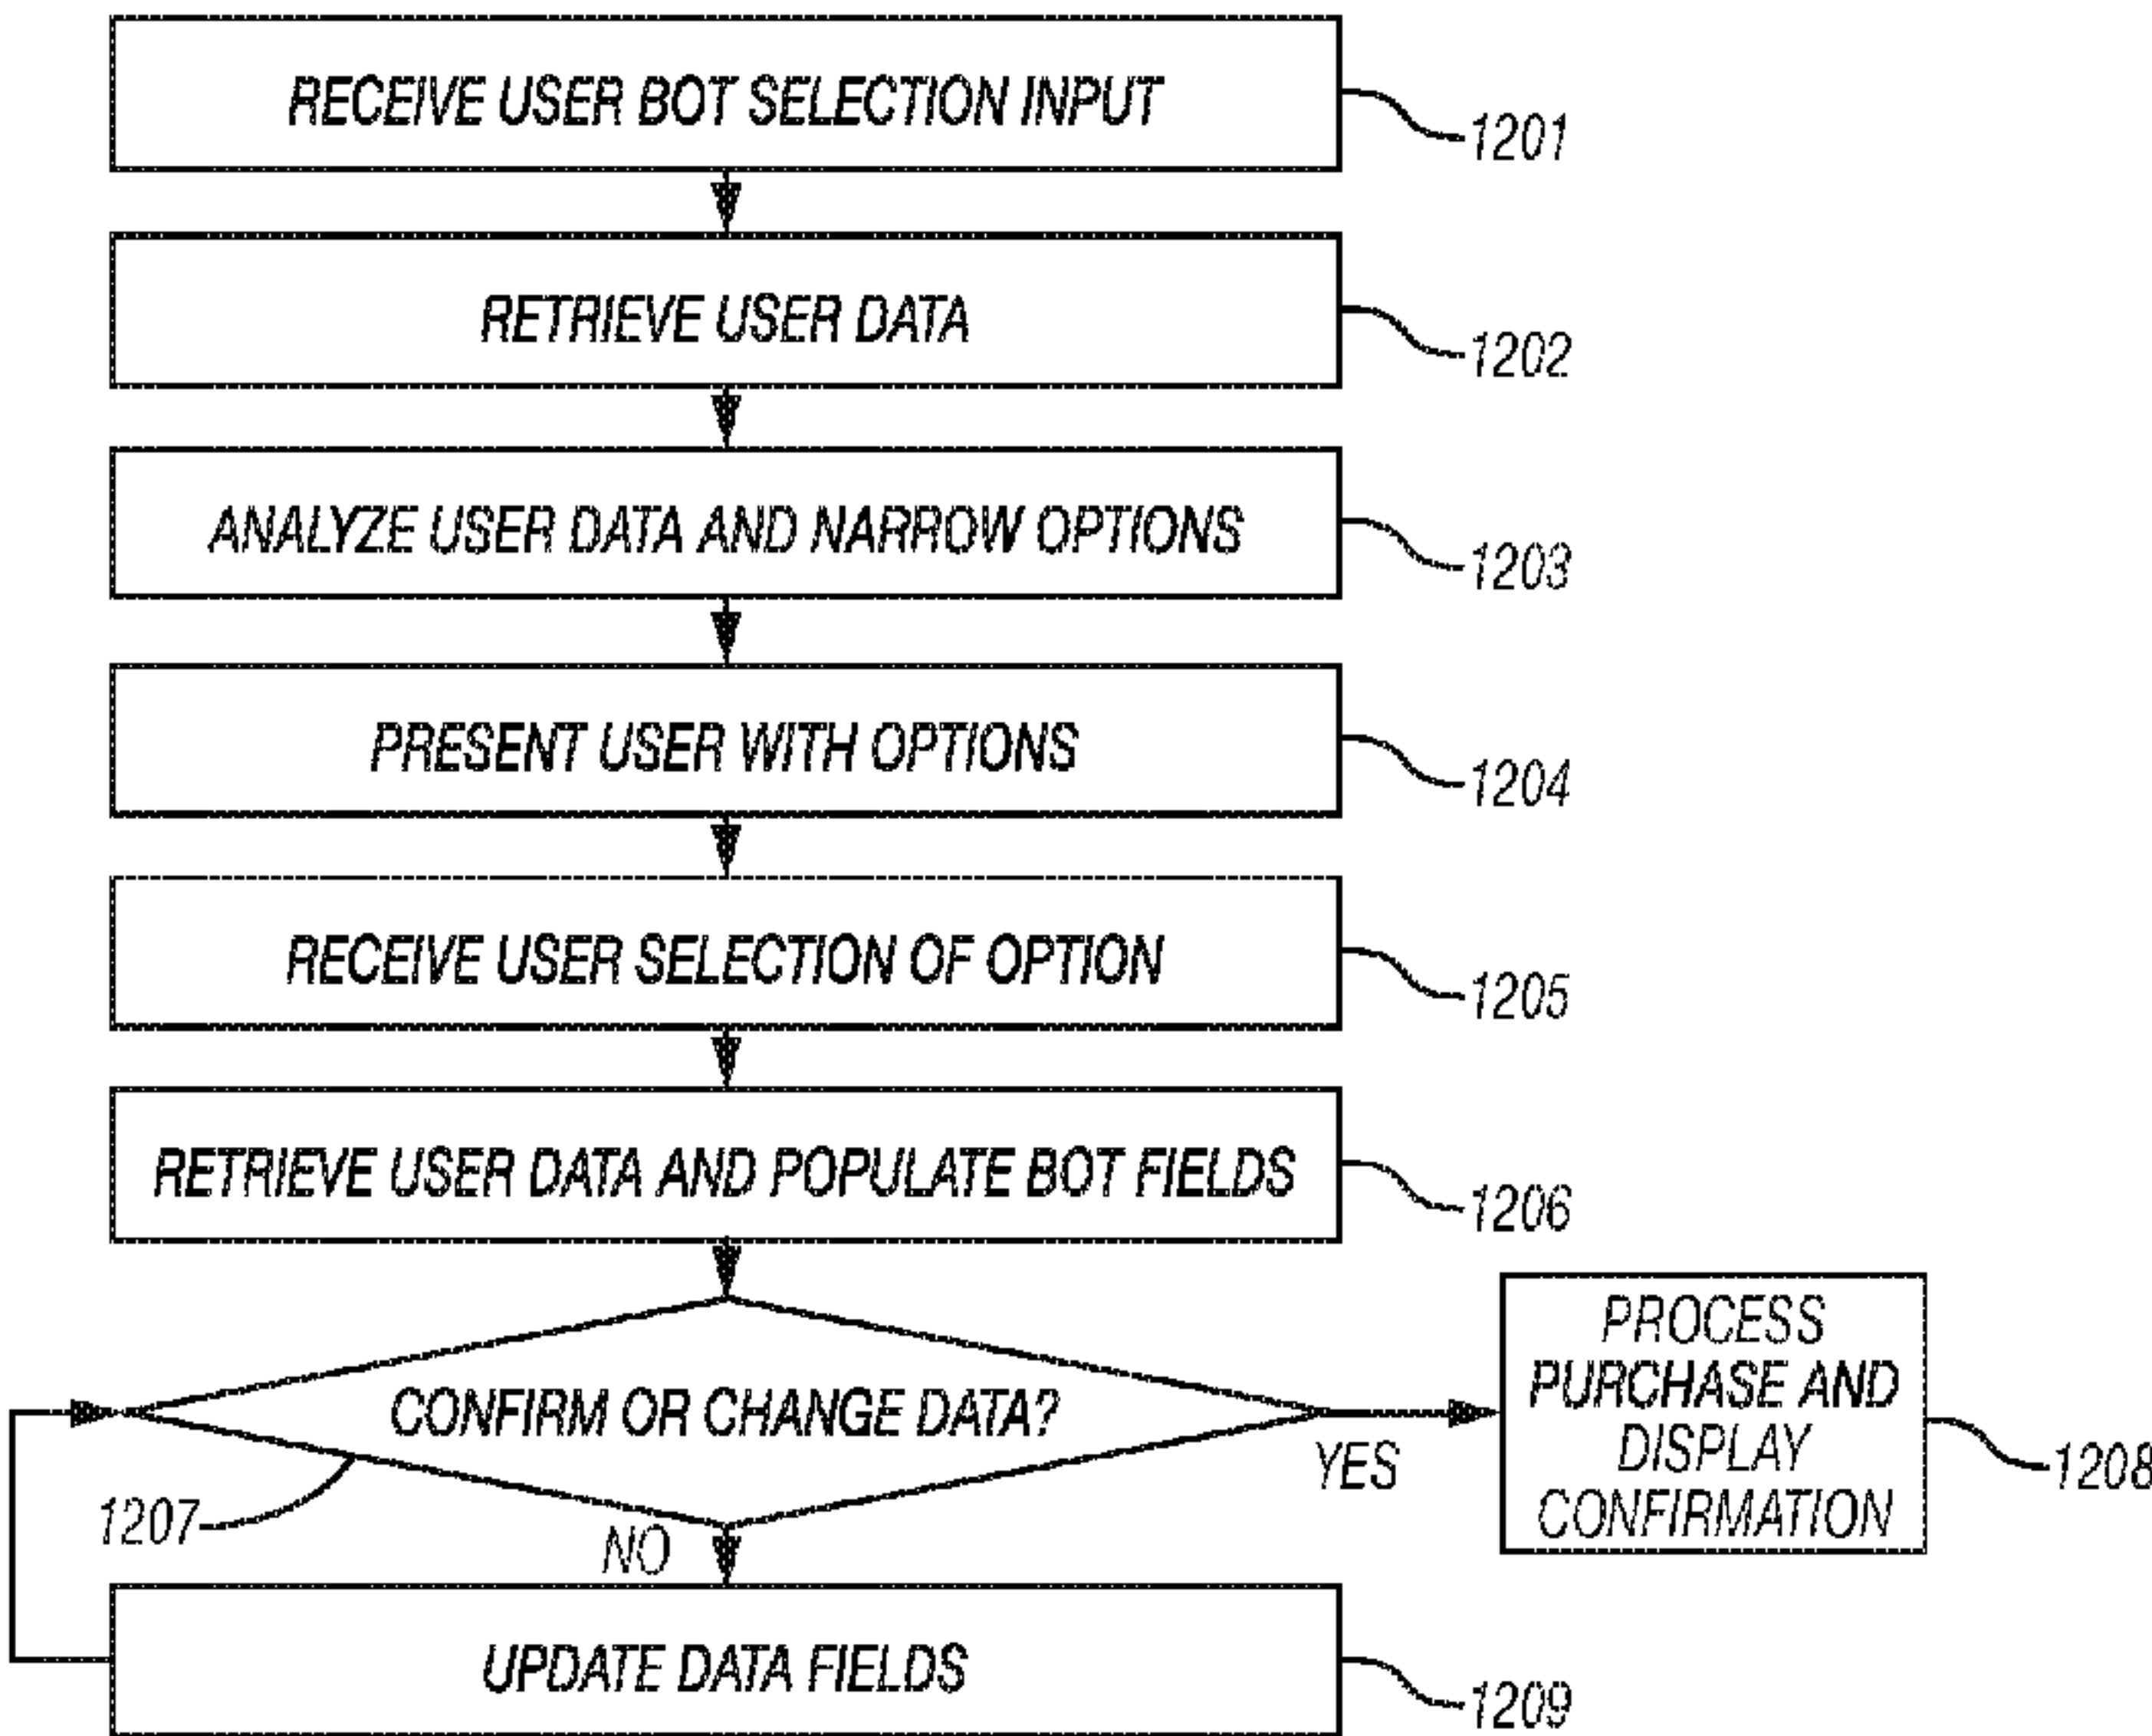 RECEIVE USER BOT SELECTION INPUT
1201
RETRIEVE USER DATA
1202
ANALYZE USER DATA AND NARROW OPTIONS
1203
PRESENT USER WITH OPTIONS
1204
RECEIVE USER SELECTION OF OPTION
1205
RETRIEVE USER DATA AND POPULATE BOT FIELDS
1206
CONFIRM OR CHANGE DATA?
1207
YES
NO
PROCESS
PURCHASE AND
DISPLAY
CONFIRMATION
1208
UPDATE DATA FIELDS
1209